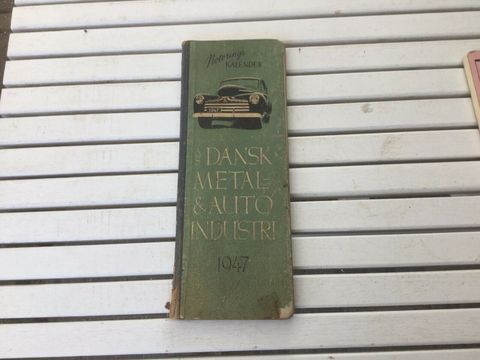 Noterings
KALENDER
A/S DANSK
METAL-
& AUTO
INDUSTRI
1947